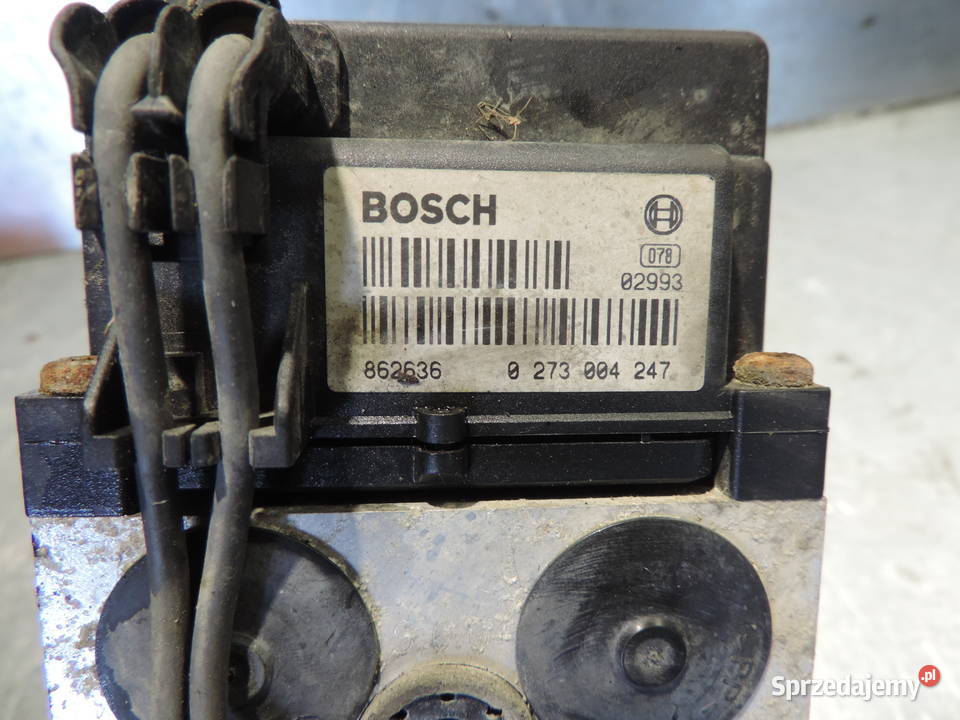 BOSCH
078
02993
862636 0 273 004 247
Sprzedajemy.pl